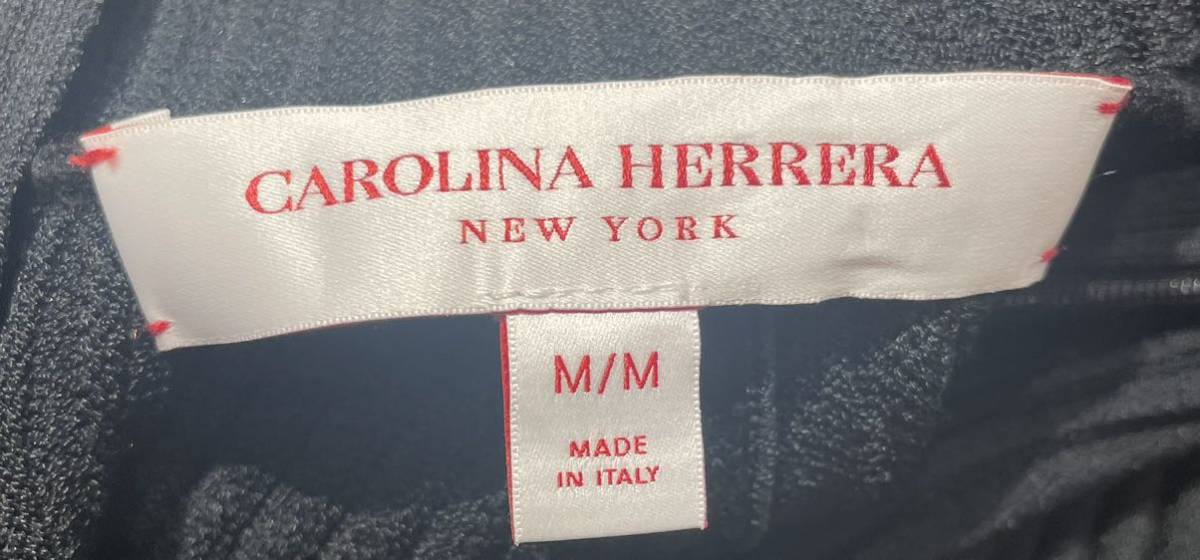 CAROLINA HERRERA
NEW YORK
M/M
MADE
IN ITALY